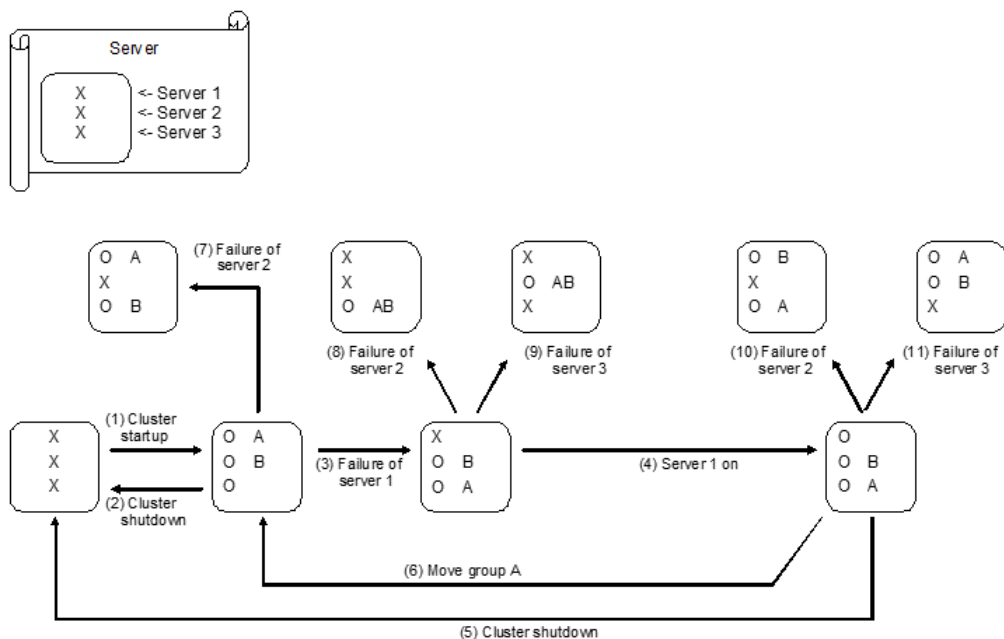 Server
X <- Server 1
X <- Server 2
X <- Server 3
O A
X
O B
(7) Failure of
server 2
X
X
O AB
X
O AB
X
O B
X
O A
O A
O B
X
(8) Failure of
server 2
(9) Failure of
server 3
(10) Failure of
server 2
(11) Failure of
server 3
X
X
X
(1) Cluster
startup
(2) Cluster
shutdown
O A
O B
O
(3) Failure of
server 1
X
O B
O A
(4) Server 1 on
O
O B
O A
(6) Move group A
(5) Cluster shutdown